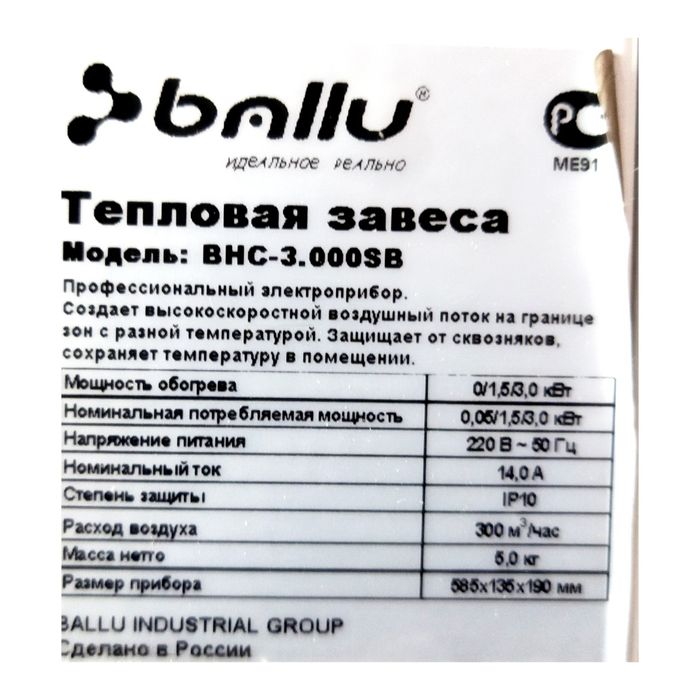 ballu®
идеальное реально
МЕ91
Тепловая завеса
Модель: BHC-3.000SB
Профессиональный электроприбор.
Создает высокоскоростной воздушный поток на границе
зон с разной температурой. Защищает от сквозняков,
сохраняет температуру в помещении.
Мощность обогрева 0/1,5/3,0 кВт
Номинальная потребляемая мощность 0,05/1,5/3,0 кВт
Напряжение питания 220 В ~ 50 Гц
Номинальный ток 14,0 А
Степень защиты IP10
Расход воздуха 300 м³/час
Масса нетто 5,0 кг
Размер прибора 585x135x190 мм
BALLU INDUSTRIAL GROUP
Сделано в России